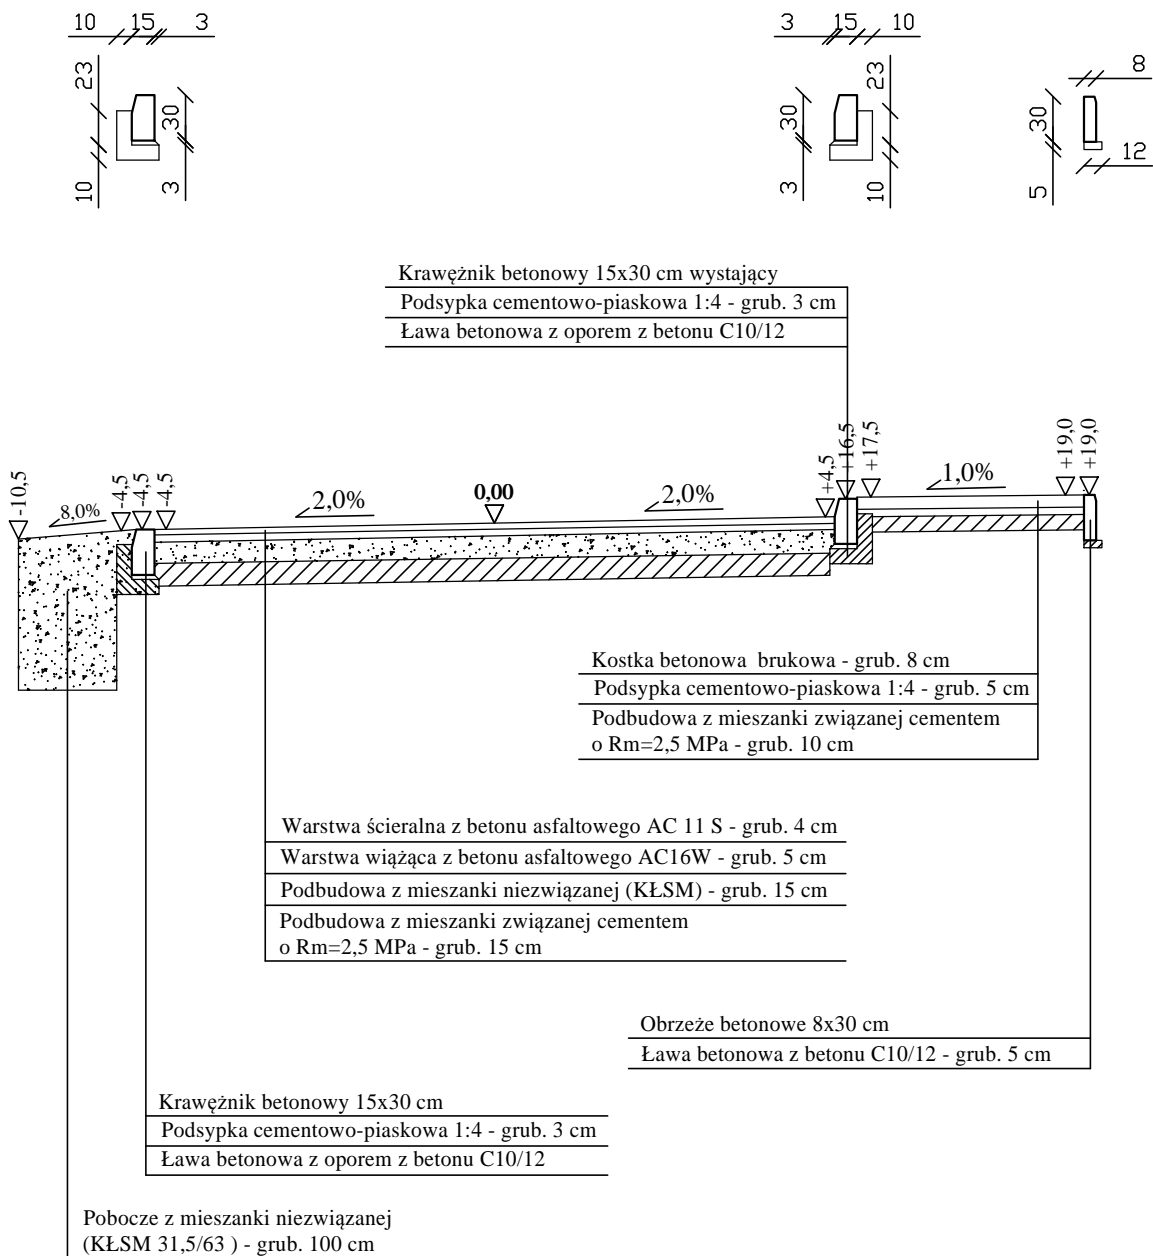 10 15 3
23
30
10
3
3 15 10
30
23
3
10
8
30
12
5
Krawężnik betonowy 15x30 cm wystający
Podsypka cementowo-piaskowa 1:4 - grub. 3 cm
Ława betonowa z oporem z betonu C10/12
-10,5
8,0%
-4,5
-4,5
-4,5
2,0%
0,00
2,0%
+4,5
+16,5
+17,5
1,0%
+19,0
+19,0
Kostka betonowa brukowa - grub. 8 cm
Podsypka cementowo-piaskowa 1:4 - grub. 5 cm
Podbudowa z mieszanki związanej cementem
o Rm=2,5 MPa - grub. 10 cm
Warstwa ścieralna z betonu asfaltowego AC 11 S - grub. 4 cm
Warstwa wiążąca z betonu asfaltowego AC16W - grub. 5 cm
Podbudowa z mieszanki niezwiązanej (KŁSM) - grub. 15 cm
Podbudowa z mieszanki związanej cementem
o Rm=2,5 MPa - grub. 15 cm
Obrzeże betonowe 8x30 cm
Ława betonowa z betonu C10/12 - grub. 5 cm
Krawężnik betonowy 15x30 cm
Podsypka cementowo-piaskowa 1:4 - grub. 3 cm
Ława betonowa z oporem z betonu C10/12
Pobocze z mieszanki niezwiązanej
(KŁSM 31,5/63 ) - grub. 100 cm